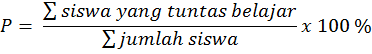 P = ∑ siswa yang tuntas belajar / ∑ jumlah siswa x 100 %